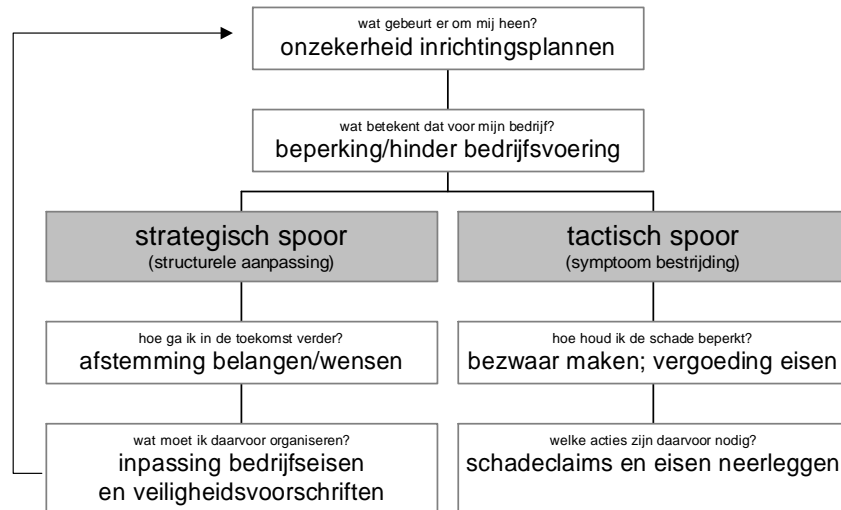 wat gebeurt er om mij heen?
onzekerheid inrichtingsplannen
wat betekent dat voor mijn bedrijf?
beperking/hinder bedrijfsvoering
strategisch spoor
(structurele aanpassing)
tactisch spoor
(symptoom bestrijding)
hoe ga ik in de toekomst verder?
afstemming belangen/wensen
hoe houd ik de schade beperkt?
bezwaar maken; vergoeding eisen
wat moet ik daarvoor organiseren?
inpassing bedrijfseisen
en veiligheidsvoorschriften
welke acties zijn daarvoor nodig?
schadeclaims en eisen neerleggen